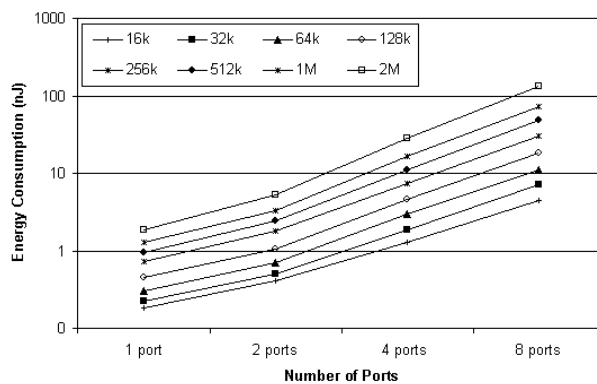 1000
100
10
1
0
Energy Consumption (nJ)
16k 32k 64k 128k
256k 512k 1M 2M
1 port 2 ports 4 ports 8 ports
Number of Ports